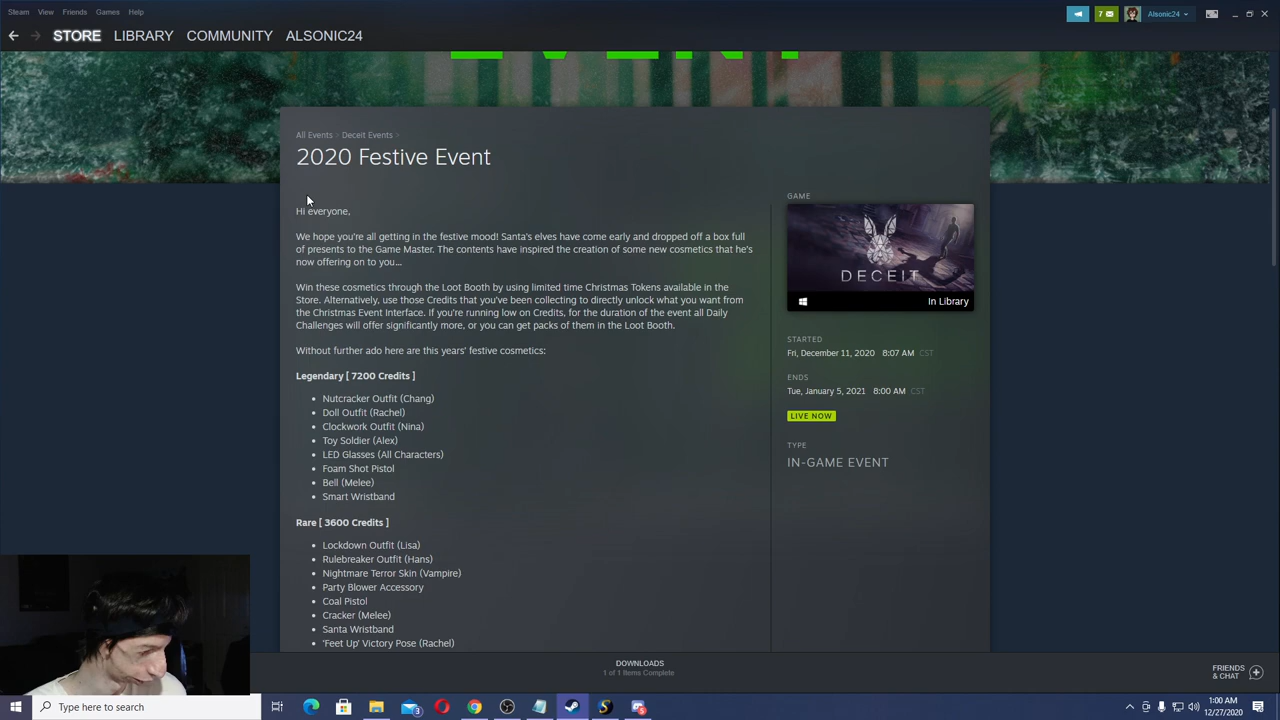 Steam View Friends Games Help
7 Alsonic24
STORE LIBRARY COMMUNITY ALSONIC24
All Events > Deceit Events >
2020 Festive Event
Hi everyone,
We hope you're all getting in the festive mood! Santa's elves have come early and dropped off a box full
of presents to the Game Master. The contents have inspired the creation of some new cosmetics that he's
now offering on to you...
Win these cosmetics through the Loot Booth by using limited time Christmas Tokens available in the
Store. Alternatively, use those Credits that you've been collecting to directly unlock what you want from
the Christmas Event Interface. If you're running low on Credits, for the duration of the event all Daily
Challenges will offer significantly more, or you can get packs of them in the Loot Booth.
Without further ado here are this years' festive cosmetics:
Legendary [ 7200 Credits ]
• Nutcracker Outfit (Chang)
• Doll Outfit (Rachel)
• Clockwork Outfit (Nina)
• Toy Soldier (Alex)
• LED Glasses (All Characters)
• Foam Shot Pistol
• Bell (Melee)
• Smart Wristband
Rare [ 3600 Credits ]
• Lockdown Outfit (Lisa)
• Rulebreaker Outfit (Hans)
• Nightmare Terror Skin (Vampire)
• Party Blower Accessory
• Coal Pistol
• Cracker (Melee)
• Santa Wristband
• 'Feet Up' Victory Pose (Rachel)
GAME
DECEIT
In Library
STARTED
Fri, December 11, 2020 8:07 AM CST
ENDS
Tue, January 5, 2021 8:00 AM CST
LIVE NOW
TYPE
IN-GAME EVENT
DOWNLOADS
1 of 1 Items Complete
FRIENDS
& CHAT
Type here to search
3
1:00 AM
12/27/2020